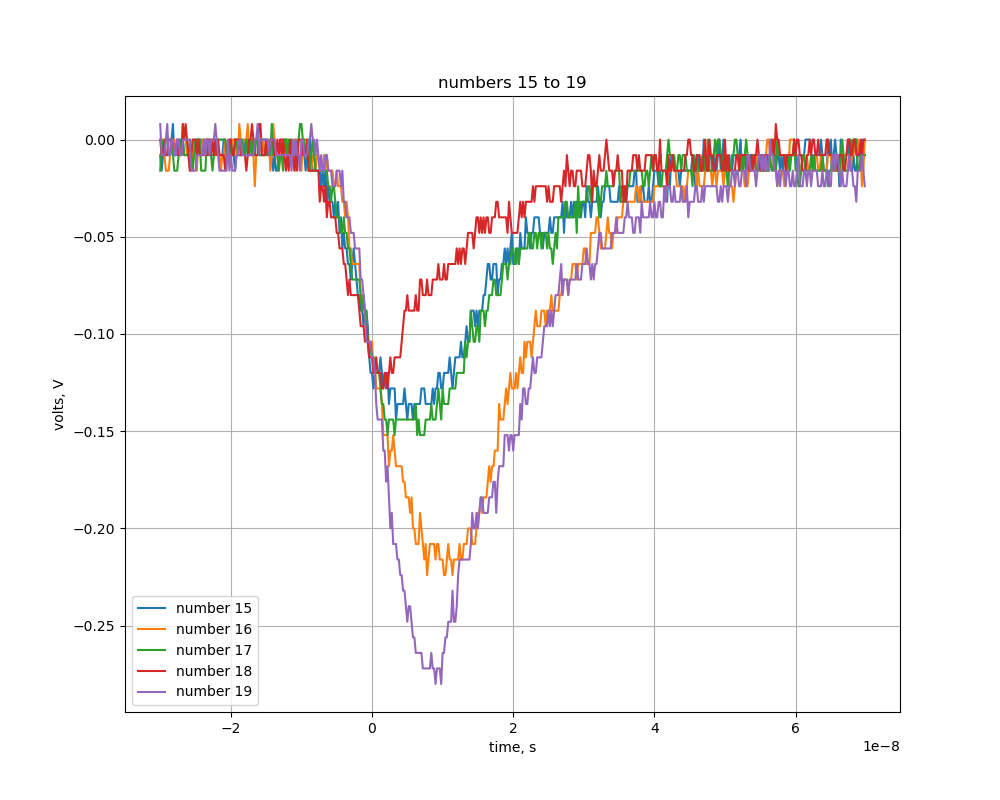 numbers 15 to 19
volts, V
0.00
−0.05
−0.10
−0.15
−0.20
−0.25
number 15
number 16
number 17
number 18
number 19
−2
0
2
4
6
time, s
1e−8